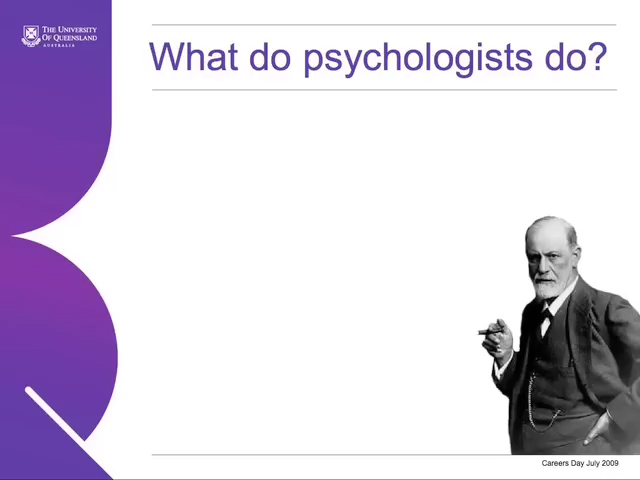 THE UNIVERSITY
OF QUEENSLAND
AUSTRALIA
What do psychologists do?
Careers Day July 2009